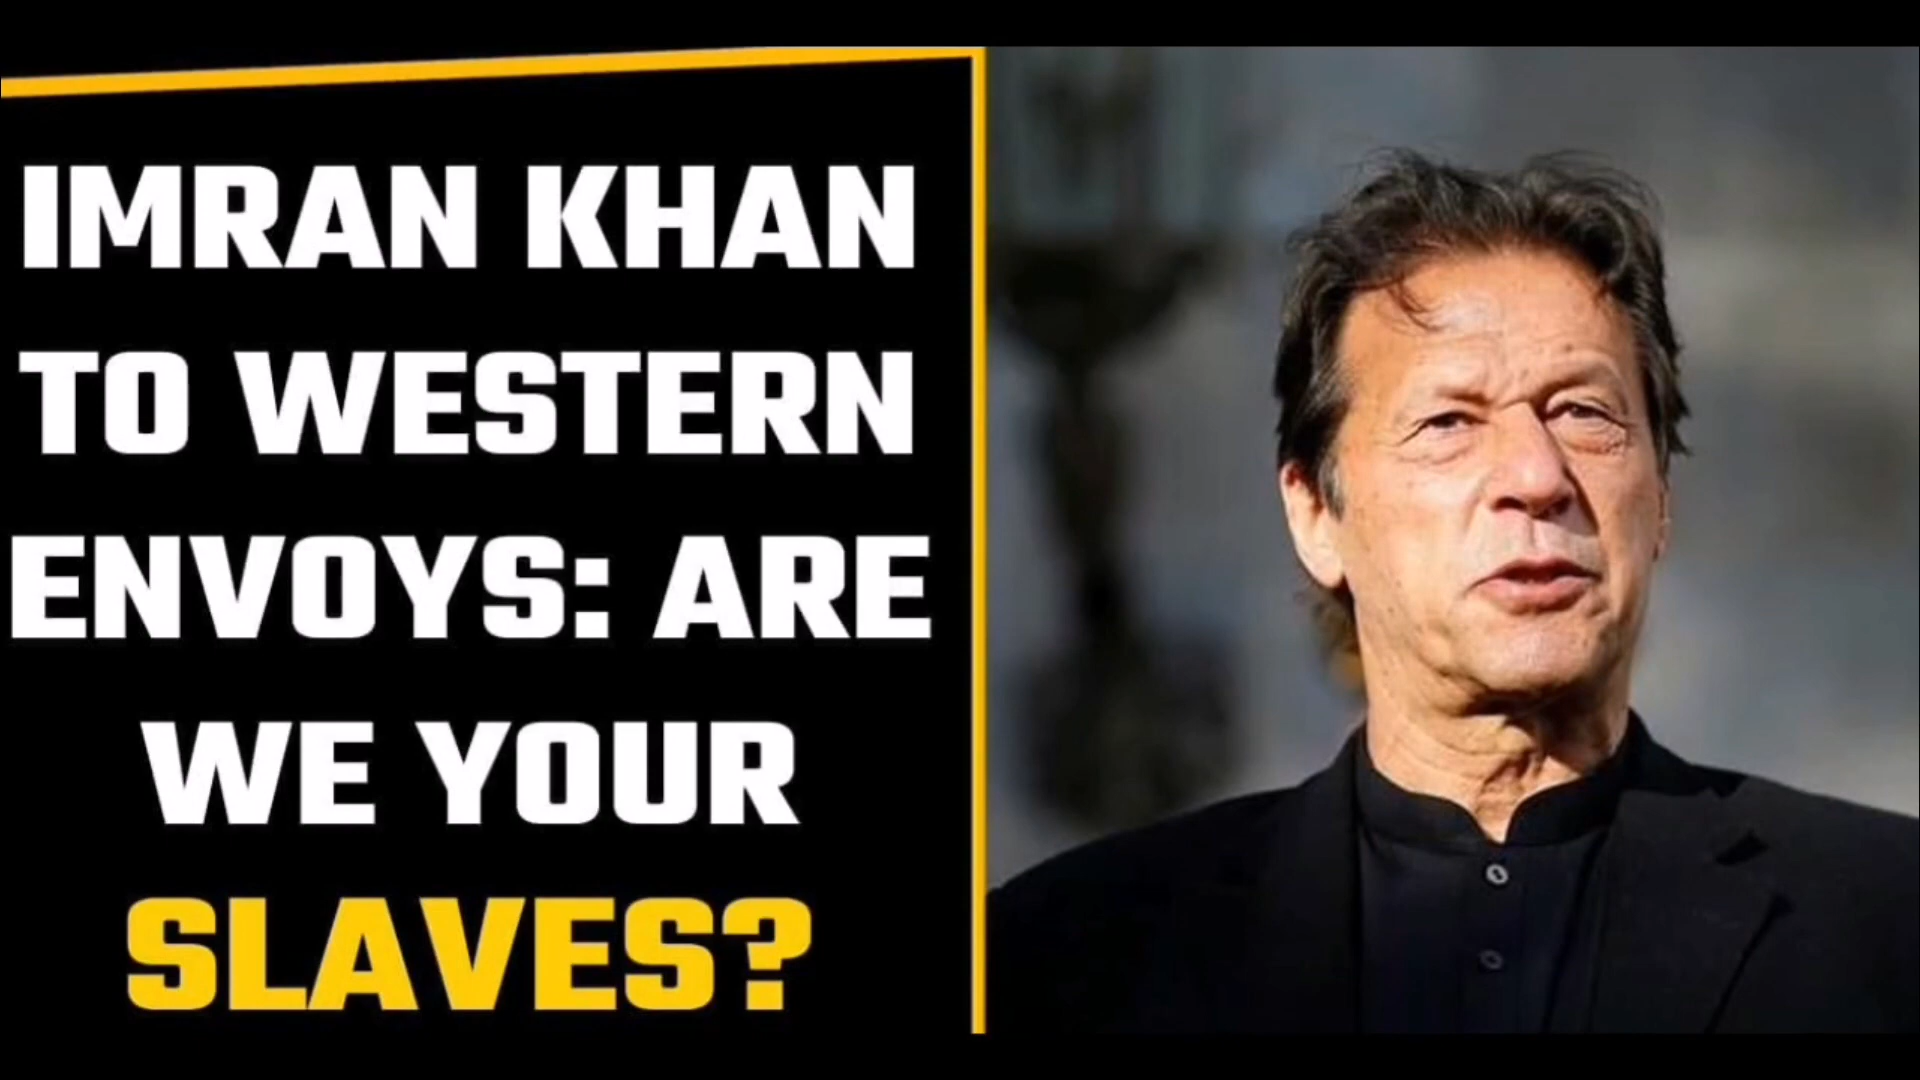 IMRAN KHAN
TO WESTERN
ENVOYS: ARE
WE YOUR
SLAVES?